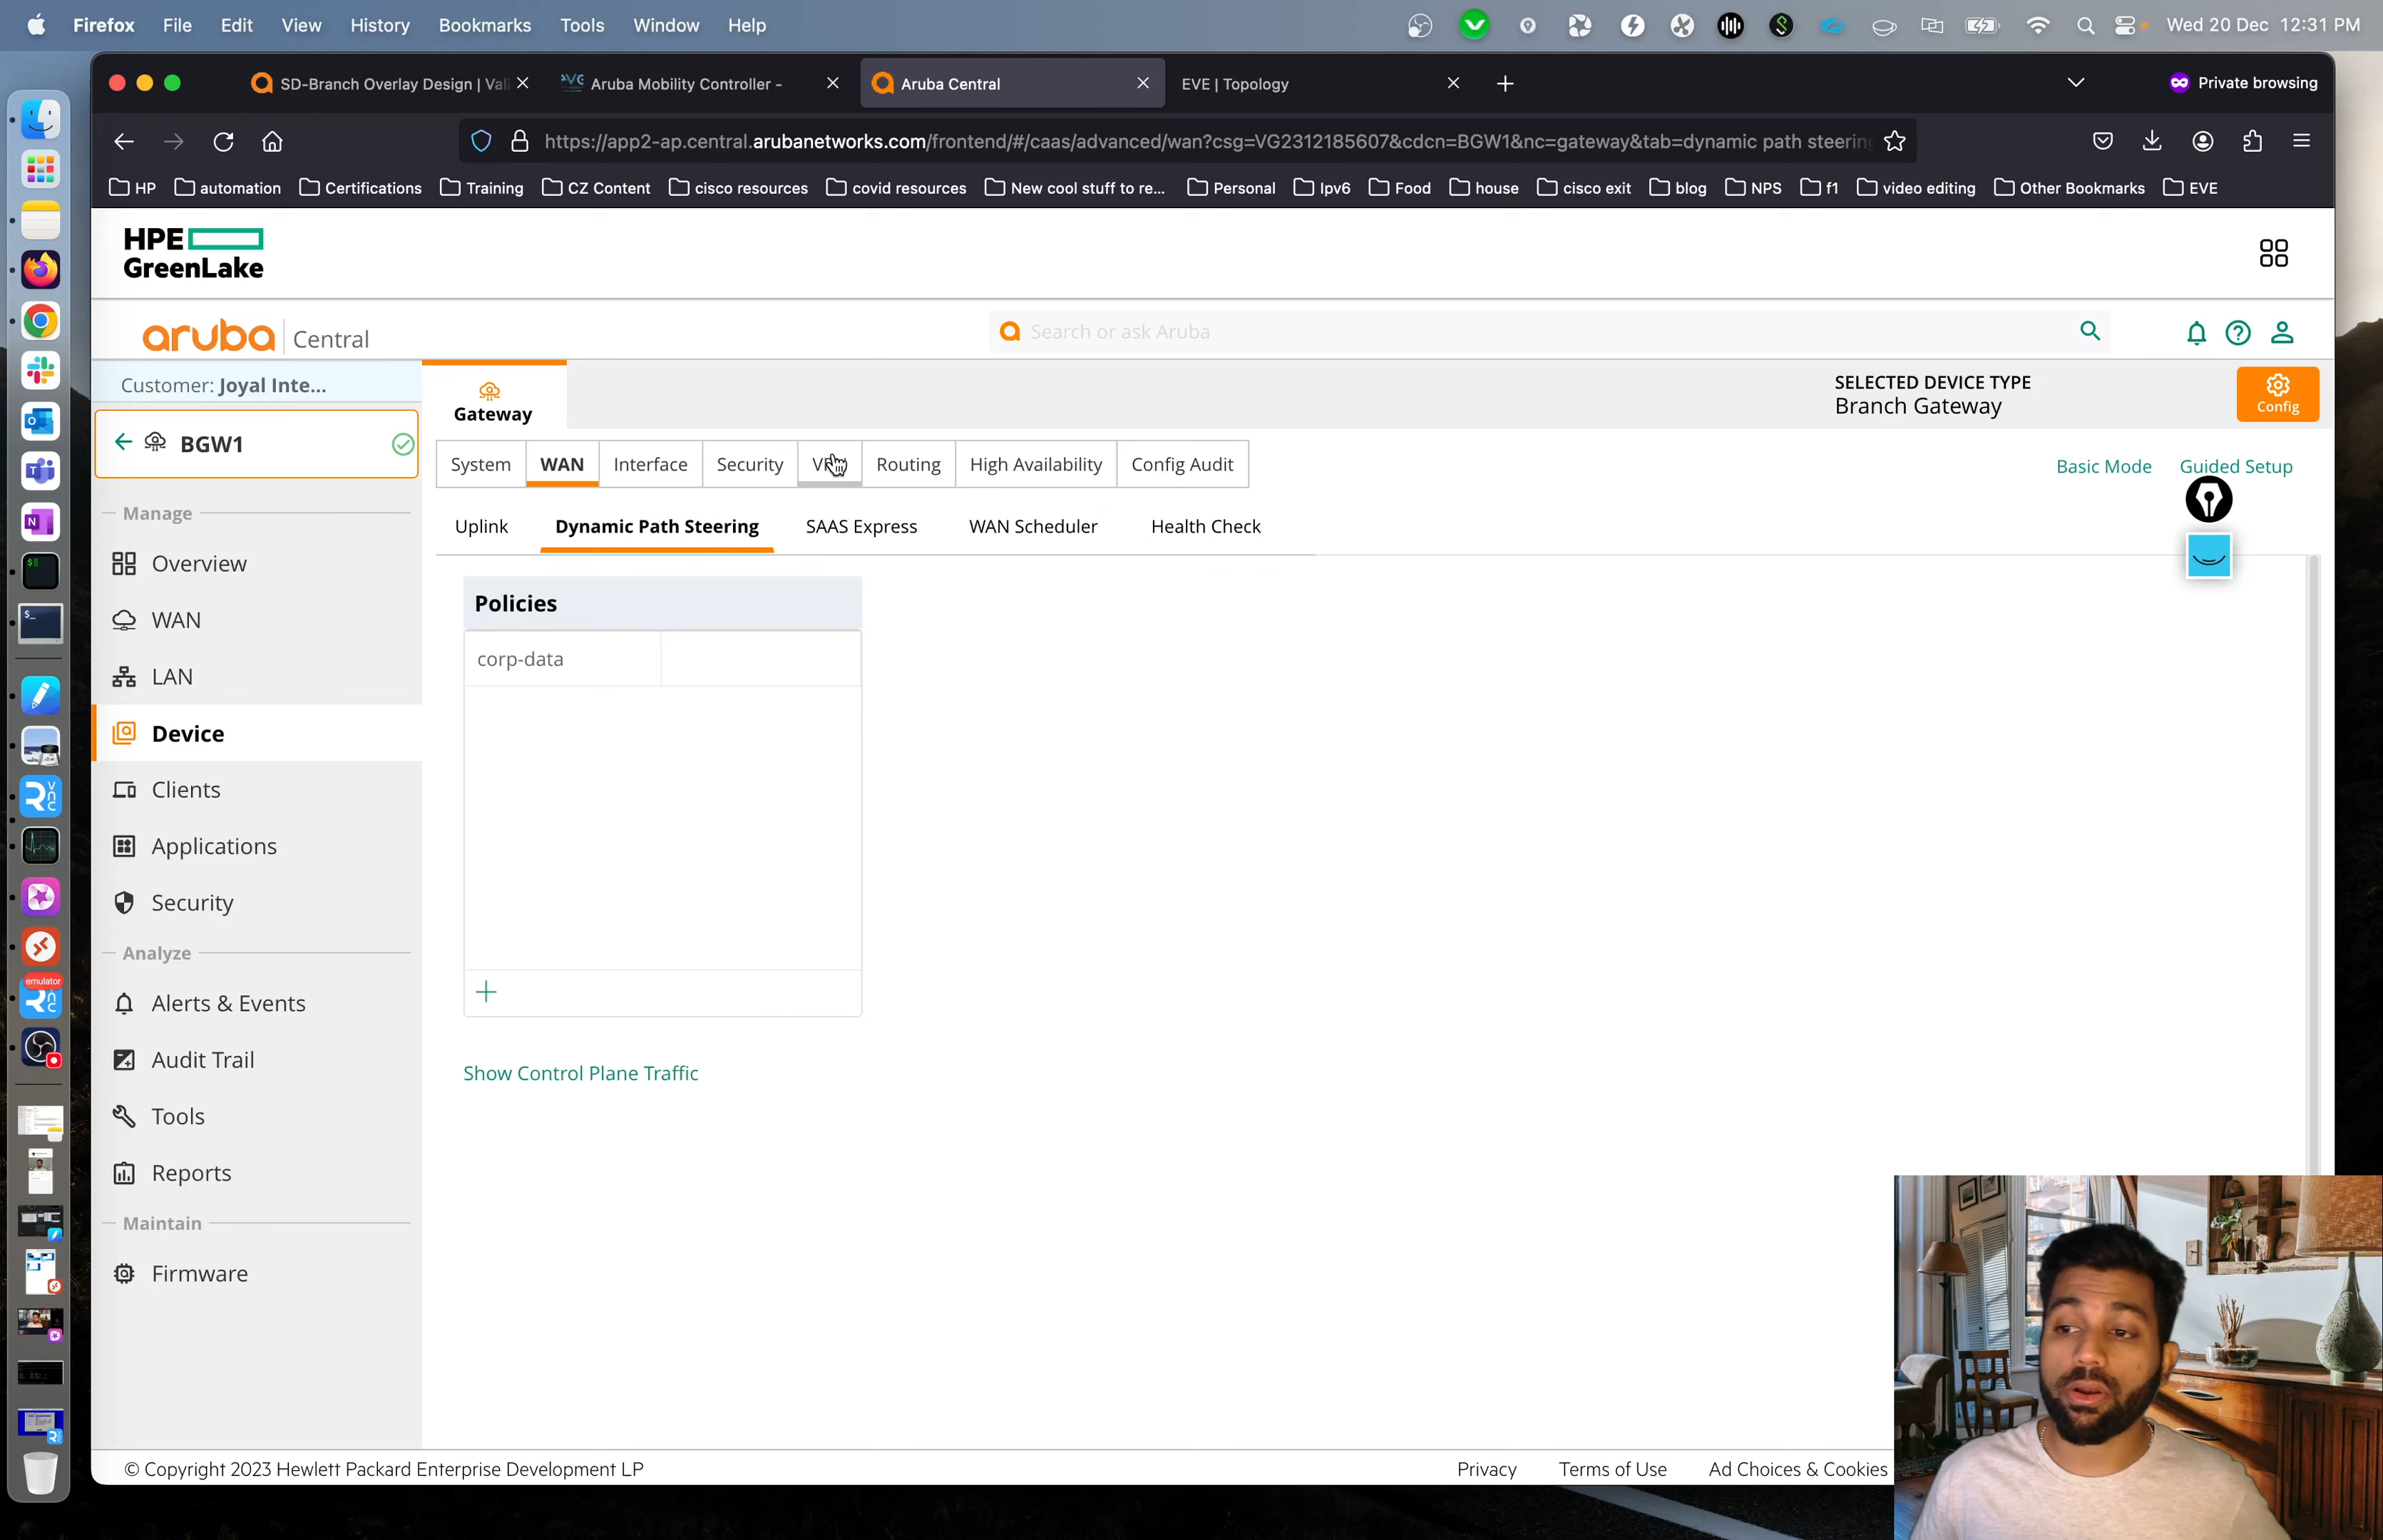 Firefox File Edit View History Bookmarks Tools Window Help
Wed 20 Dec 12:31 PM
SD-Branch Overlay Design | Vali
Aruba Mobility Controller -
Aruba Central
EVE | Topology
Private browsing
https://app2-ap.central.arubanetworks.com/frontend/#/caas/advanced/wan?csg=VG2312185607&cdcn=BGW1&nc=gateway&tab=dynamic path steering
HP automation Certifications Training CZ Content cisco resources covid resources New cool stuff to re... Personal Ipv6 Food house cisco exit blog NPS f1 video editing Other Bookmarks EVE
HPE
GreenLake
aruba Central
Search or ask Aruba
Customer: Joyal Inte...
Gateway
SELECTED DEVICE TYPE
Branch Gateway
Config
BGW1
System WAN Interface Security Routing High Availability Config Audit
Basic Mode Guided Setup
Uplink Dynamic Path Steering SAAS Express WAN Scheduler Health Check
Manage
Overview
WAN
LAN
Device
Clients
Applications
Security
Analyze
Alerts & Events
Audit Trail
Tools
Reports
Maintain
Firmware
Policies
corp-data
Show Control Plane Traffic
emulator
© Copyright 2023 Hewlett Packard Enterprise Development LP
Privacy Terms of Use Ad Choices & Cookies